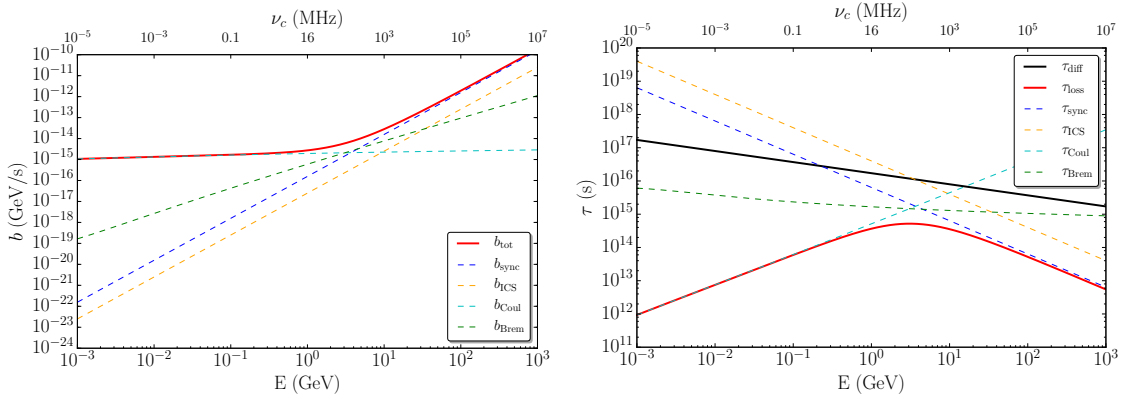 ν_c (MHz)
10^−5 10^−3 0.1 16 10^3 10^5 10^7
10^−10
10^−11
10^−12
10^−13
10^−14
10^−15
10^−16
10^−17
10^−18
10^−19
10^−20
10^−21
10^−22
10^−23
10^−24
b (GeV/s)
b_tot
b_sync
b_ICS
b_Coul
b_Brem
10^−3 10^−2 10^−1 10^0 10^1 10^2 10^3
E (GeV)
ν_c (MHz)
10^−5 10^−3 0.1 16 10^3 10^5 10^7
10^20
10^19
10^18
10^17
10^16
10^15
10^14
10^13
10^12
10^11
τ (s)
τ_diff
τ_loss
τ_sync
τ_ICS
τ_Coul
τ_Brem
10^−3 10^−2 10^−1 10^0 10^1 10^2 10^3
E (GeV)